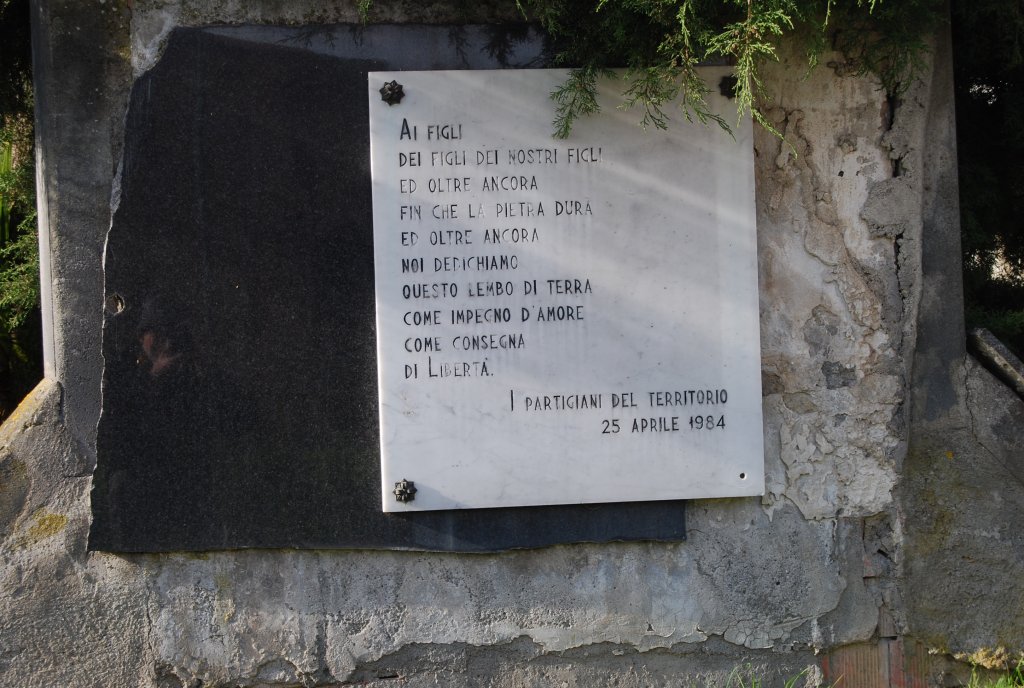 Ai figli
dei figli dei nostri figli
ed oltre ancora
fin che la pietra dura
ed oltre ancora
noi dedichiamo
questo lembo di terra
come impegno d'amore
come consegna
di Libertá.
I partigiani del territorio
25 aprile 1984